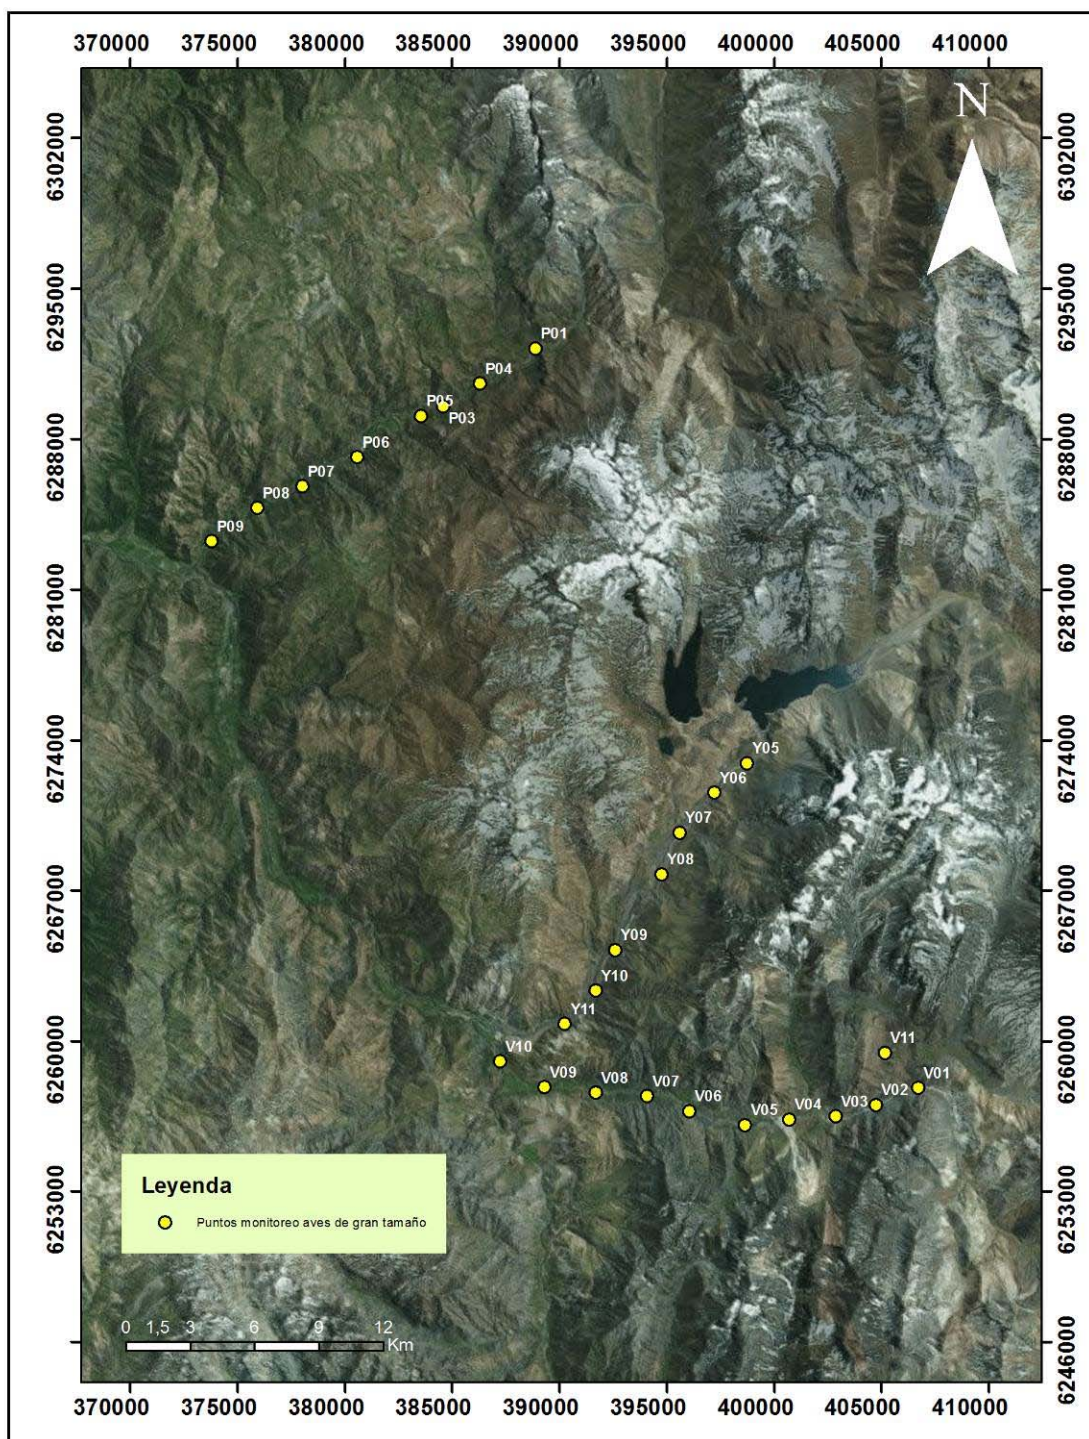 370000 375000 380000 385000 390000 395000 400000 405000 410000
N
6302000 6302000
6295000 6295000
P01
P04
P05
P03
6288000 6288000
P06
P07
P08
P09
6281000 6281000
6274000 6274000
Y05
Y06
Y07
Y08
6267000 6267000
Y09
Y10
Y11
6260000 6260000
V10
V11
V09 V08 V07 V01
V06 V02
V05 V04 V03
6253000 6253000
Leyenda
Puntos monitoreo aves de gran tamaño
0 1,5 3 6 9 12
Km
6246000
370000 375000 380000 385000 390000 395000 400000 405000 410000